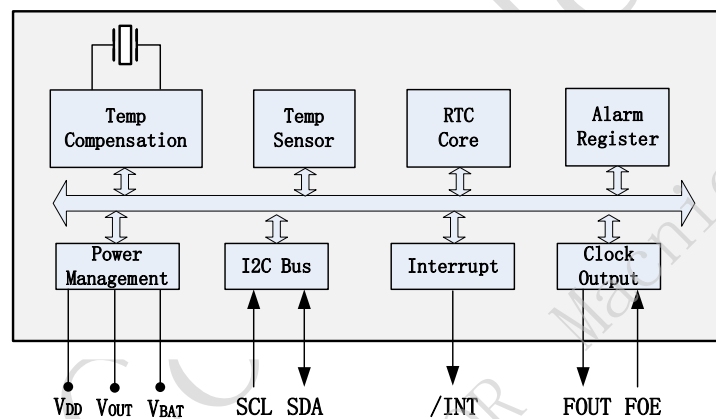 Temp
Compensation
Temp
Sensor
RTC
Core
Alarm
Register
Power
Management
I2C Bus
Interrupt
Clock
Output
VDD VOUT VBAT SCL SDA /INT FOUT FOE